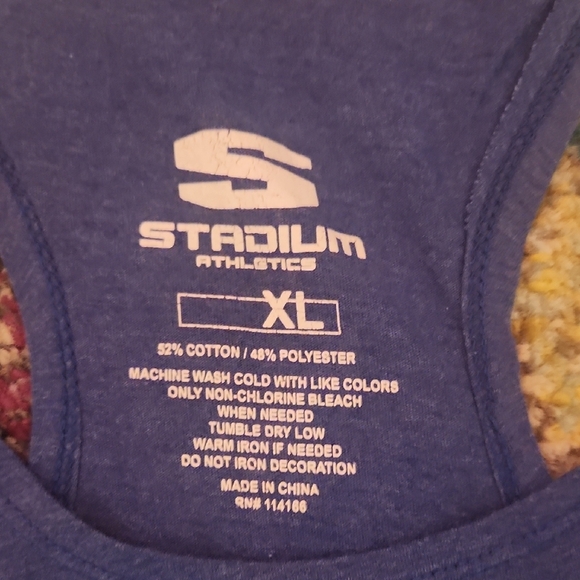 S
STADIUM
ATHLETICS
XL
52% COTTON / 48% POLYESTER
MACHINE WASH COLD WITH LIKE COLORS
ONLY NON-CHLORINE BLEACH
WHEN NEEDED
TUMBLE DRY LOW
WARM IRON IF NEEDED
DO NOT IRON DECORATION
MADE IN CHINA
RN# 114166